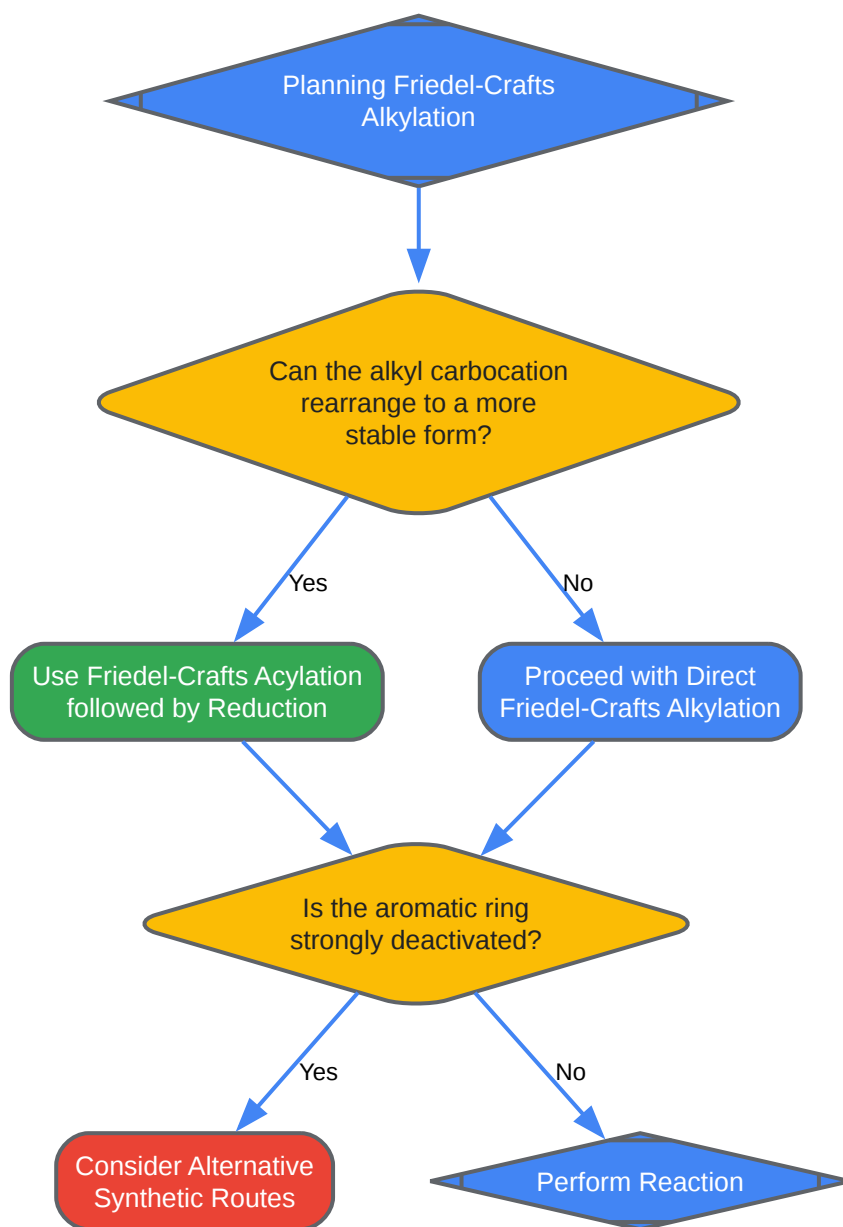 Planning Friedel-Crafts
Alkylation
Can the alkyl carbocation
rearrange to a more
stable form?
Yes
No
Use Friedel-Crafts Acylation
followed by Reduction
Proceed with Direct
Friedel-Crafts Alkylation
Is the aromatic ring
strongly deactivated?
Yes
No
Consider Alternative
Synthetic Routes
Perform Reaction